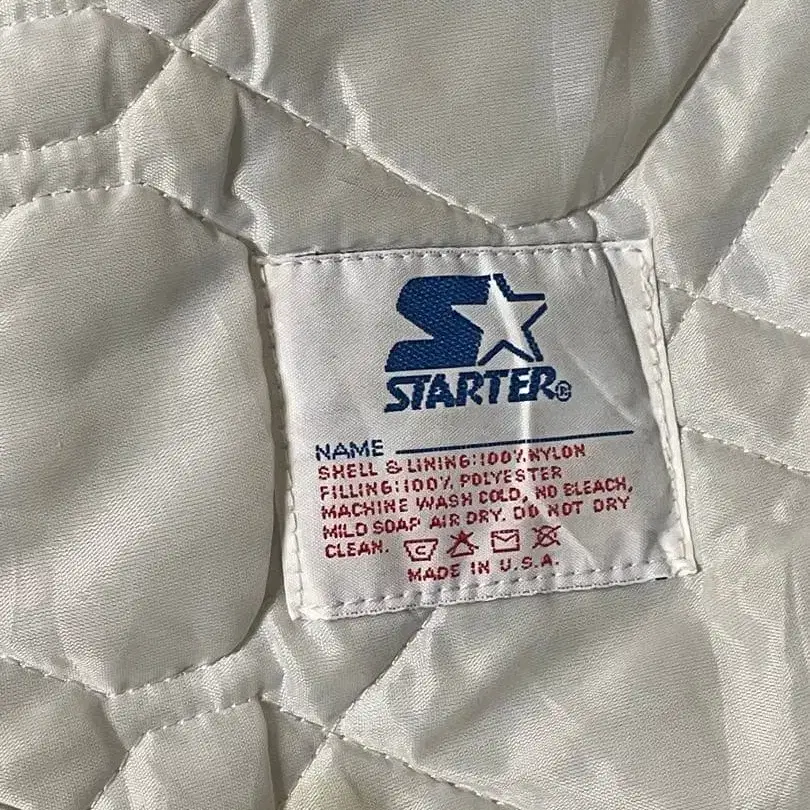 STARTER®
NAME
SHELL & LINING:100% NYLON
FILLING:100% POLYESTER
MACHINE WASH COLD, NO BLEACH,
MILD SOAP AIR DRY. DO NOT DRY
CLEAN. C
MADE IN U.S.A.